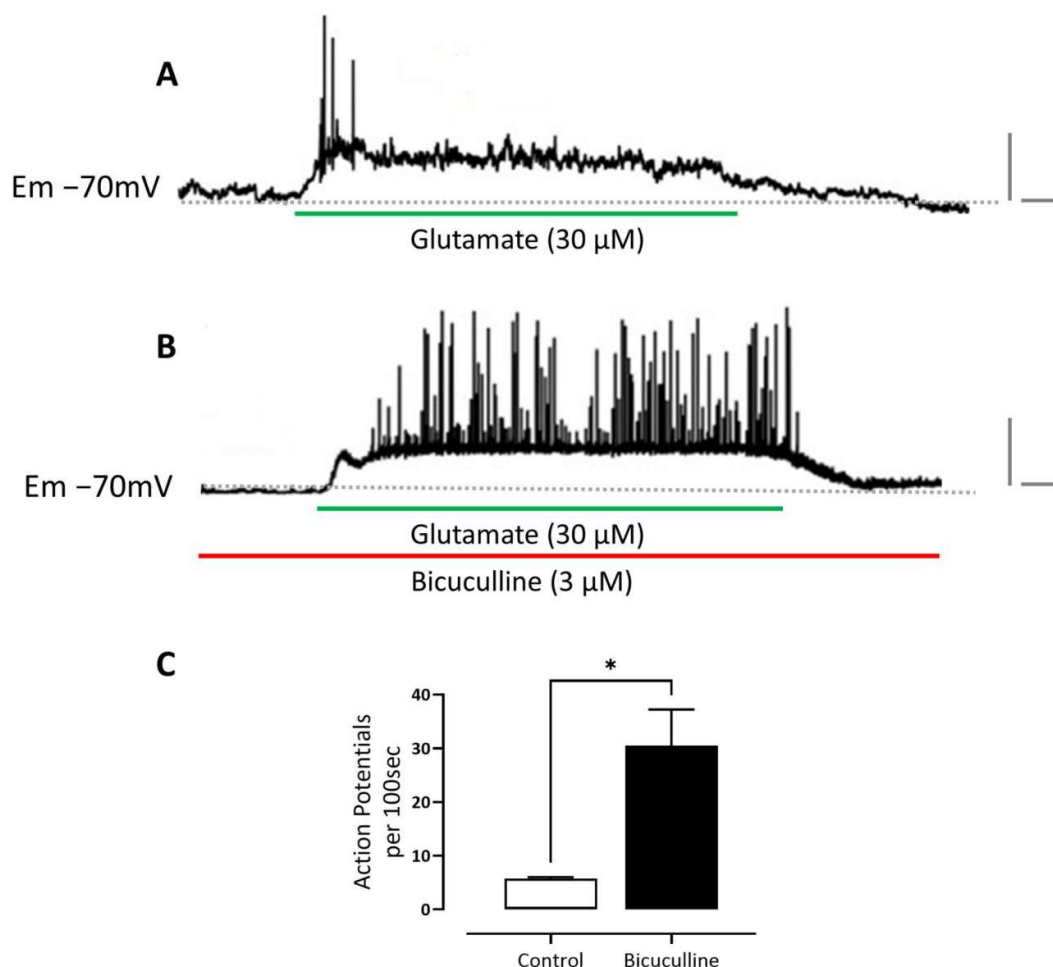 A
Em −70mV
Glutamate (30 μM)
B
Em −70mV
Glutamate (30 μM)
Bicuculline (3 μM)
C
*
Action Potentials
per 100sec
40
30
20
10
0
Control Bicuculline